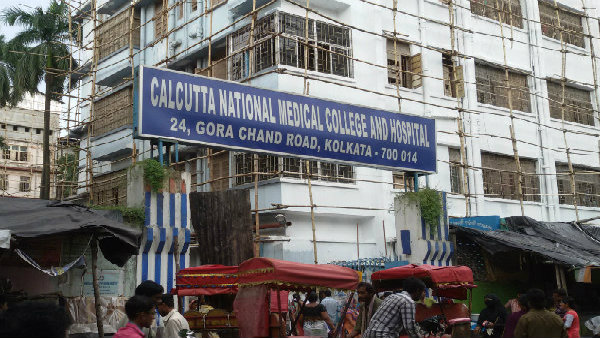 CALCUTTA NATIONAL MEDICAL COLLEGE AND HOSPITAL
24, GORA CHAND ROAD, KOLKATA - 700 014